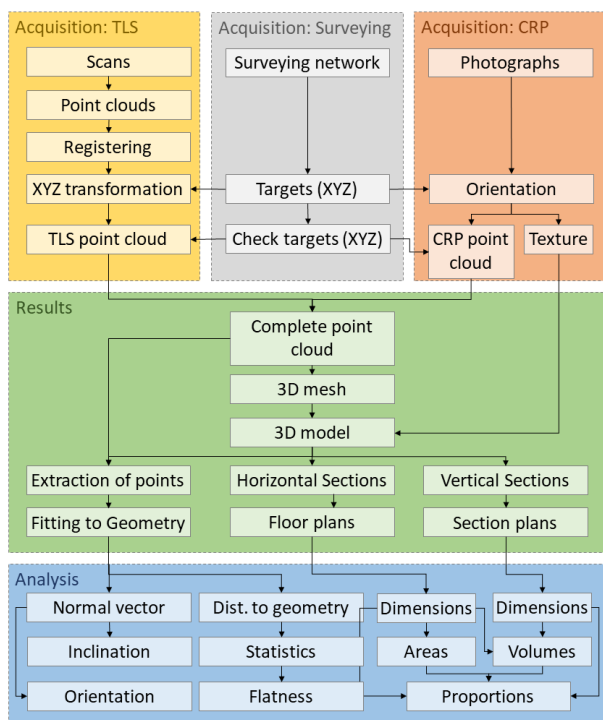 Acquisition: TLS
Scans
Point clouds
Registering
XYZ transformation
TLS point cloud
Acquisition: Surveying
Surveying network
Targets (XYZ)
Check targets (XYZ)
Acquisition: CRP
Photographs
Orientation
CRP point
cloud
Texture
Results
Complete point
cloud
3D mesh
3D model
Extraction of points
Horizontal Sections
Vertical Sections
Fitting to Geometry
Floor plans
Section plans
Analysis
Normal vector
Dist. to geometry
Dimensions
Dimensions
Inclination
Statistics
Areas
Volumes
Orientation
Flatness
Proportions